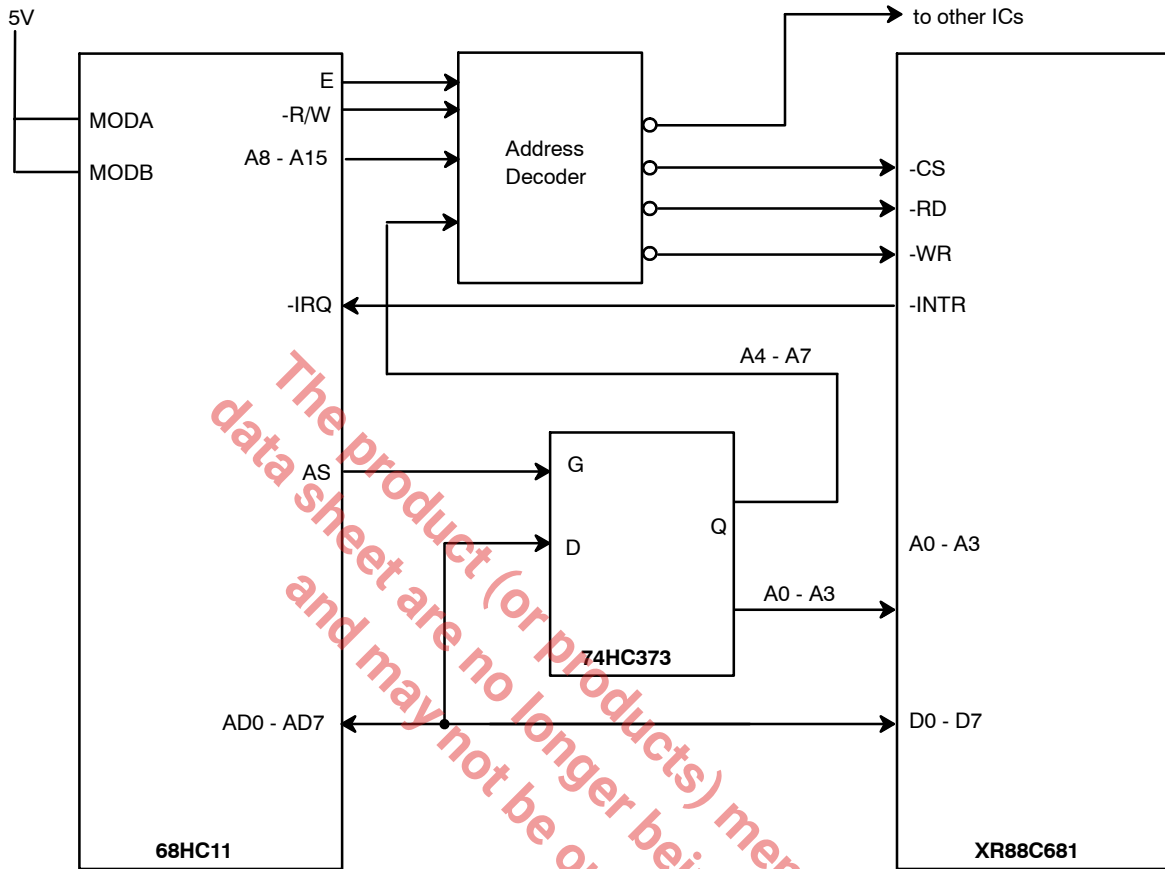 5V
to other ICs
E
MODA
-R/W
Address
Decoder
A8 - A15
MODB
-CS
-RD
-WR
-IRQ
-INTR
A4 - A7
AS
G
Q
D
A0 - A3
A0 - A3
74HC373
AD0 - AD7
D0 - D7
68HC11
XR88C681
The product (or products)
data sheet are no longer
and may not be